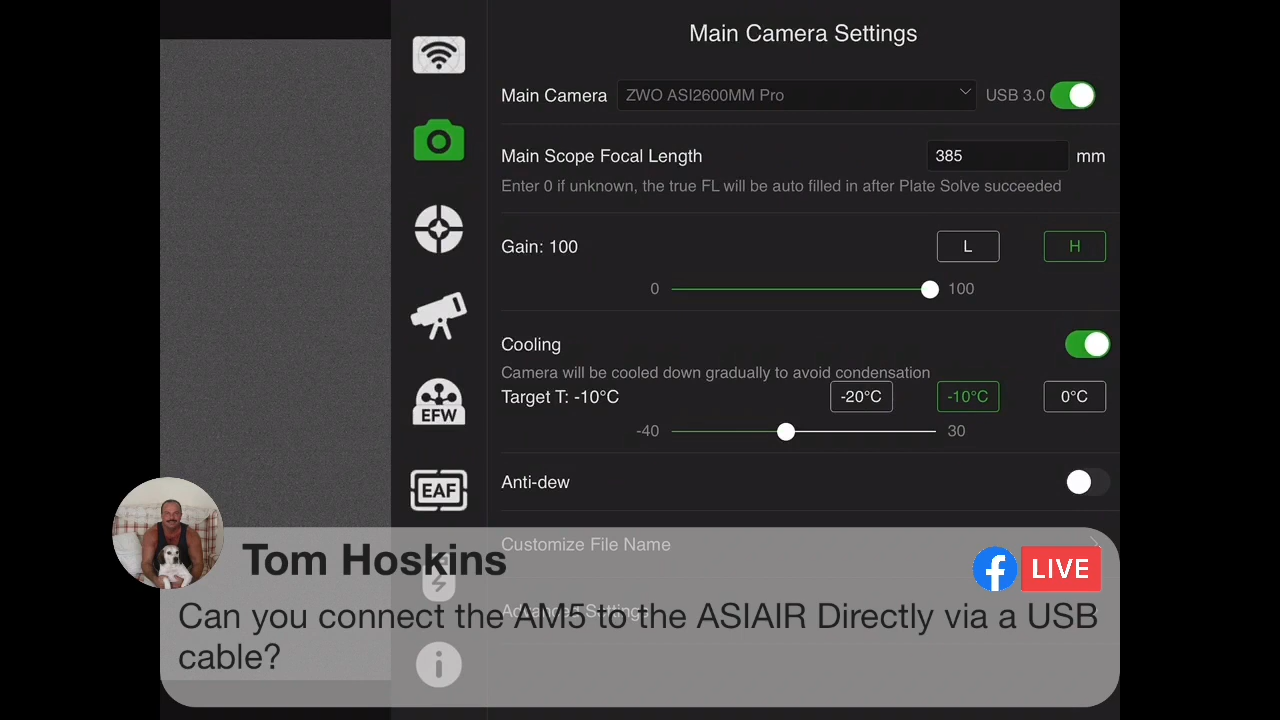 Main Camera Settings
Main Camera ZWO ASI2600MM Pro USB 3.0
Main Scope Focal Length 385 mm
Enter 0 if unknown, the true FL will be auto filled in after Plate Solve succeeded
Gain: 100 L H
0 100
Cooling
Camera will be cooled down gradually to avoid condensation
Target T: -10°C -20°C -10°C 0°C
-40 30
EFW
Anti-dew
EAF
Customize File Name
Tom Hoskins
LIVE
Advanced Settings
Can you connect the AM5 to the ASIAIR Directly via a USB
cable?